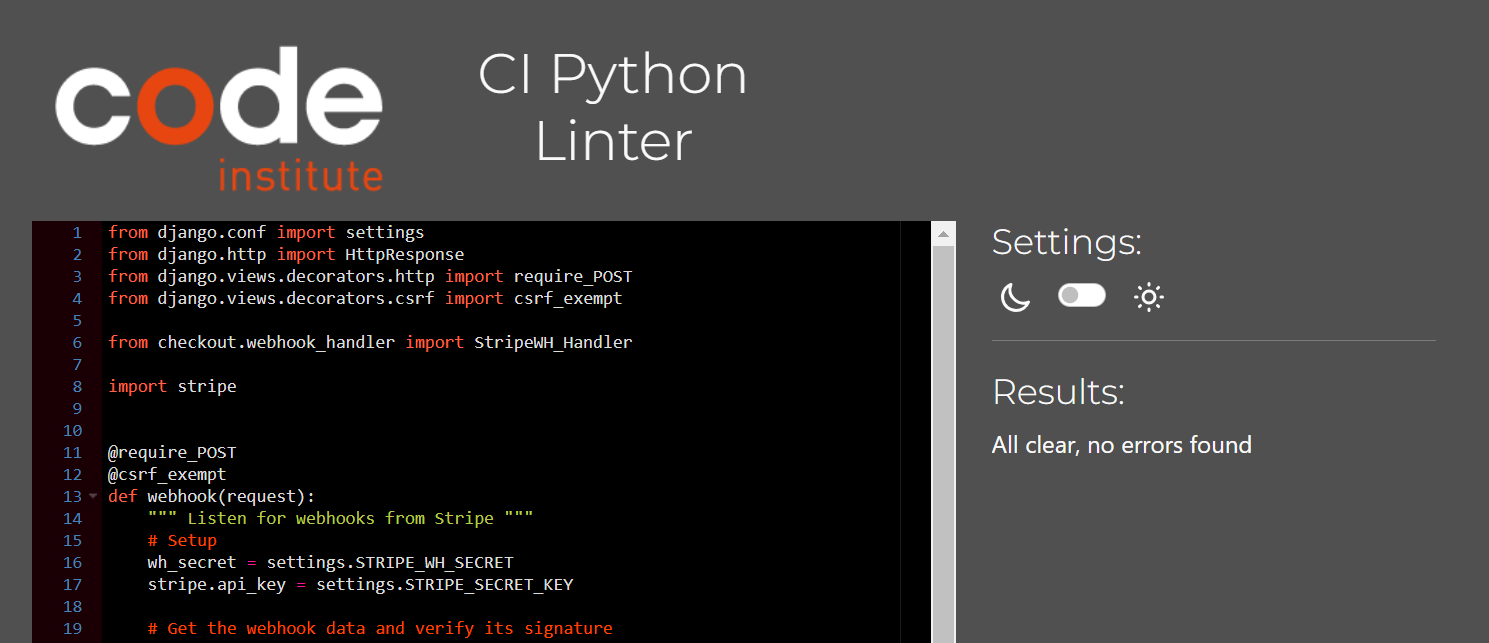 code
institute
CI Python
Linter
1 from django.conf import settings
2 from django.http import HttpResponse
3 from django.views.decorators.http import require_POST
4 from django.views.decorators.csrf import csrf_exempt
5
6 from checkout.webhook_handler import StripeWH_Handler
7
8 import stripe
9
10
11 @require_POST
12 @csrf_exempt
13 def webhook(request):
14     """ Listen for webhooks from Stripe """
15     # Setup
16     wh_secret = settings.STRIPE_WH_SECRET
17     stripe.api_key = settings.STRIPE_SECRET_KEY
18
19     # Get the webhook data and verify its signature
Settings:
Results:
All clear, no errors found